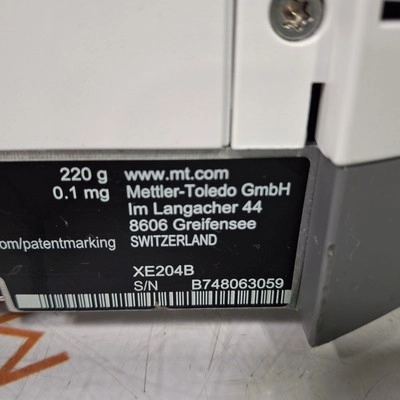 220 g www.mt.com
0.1 mg Mettler-Toledo GmbH
Im Langacher 44
8606 Greifensee
om/patentmarking SWITZERLAND
XE204B
S/N B748063059